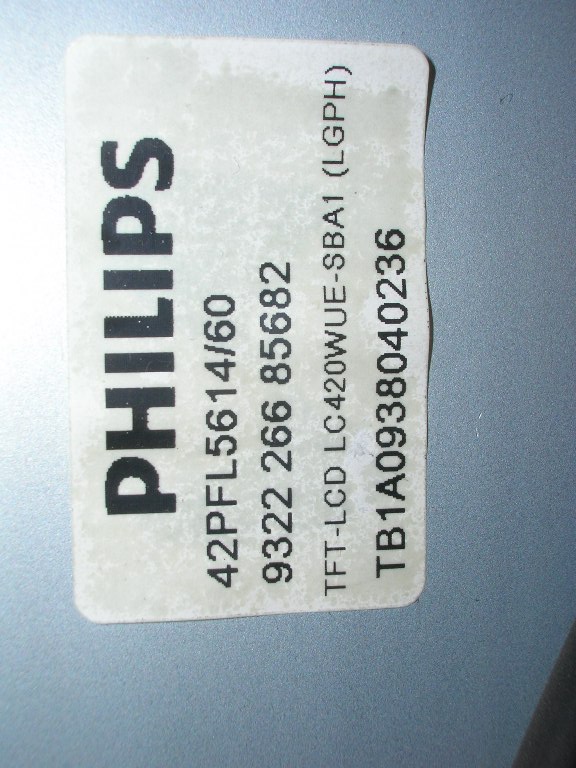 PHILIPS
42PFL5614/60
9322 266 85682
TFT-LCD LC420WUE-SBA1 (LGPH)
TB1A0938040236